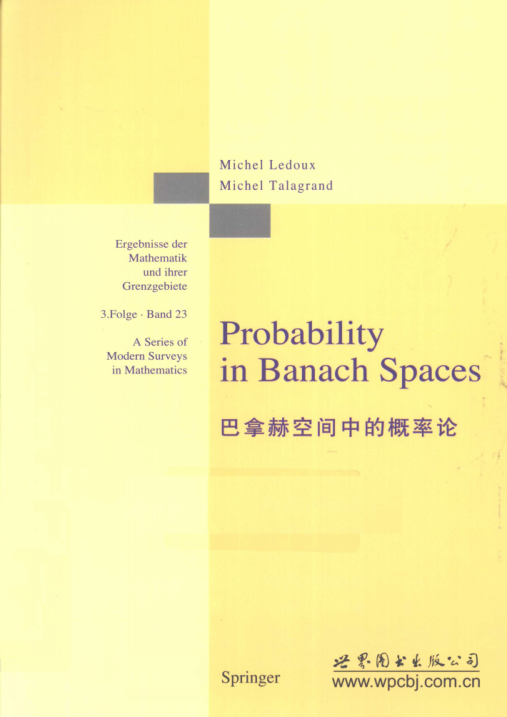 Michel Ledoux
Michel Talagrand
Ergebnisse der
Mathematik
und ihrer
Grenzgebiete
3.Folge · Band 23
A Series of
Modern Surveys
in Mathematics
Probability
in Banach Spaces
巴拿赫空间中的概率论
Springer
世界图书出版公司
www.wpcbj.com.cn